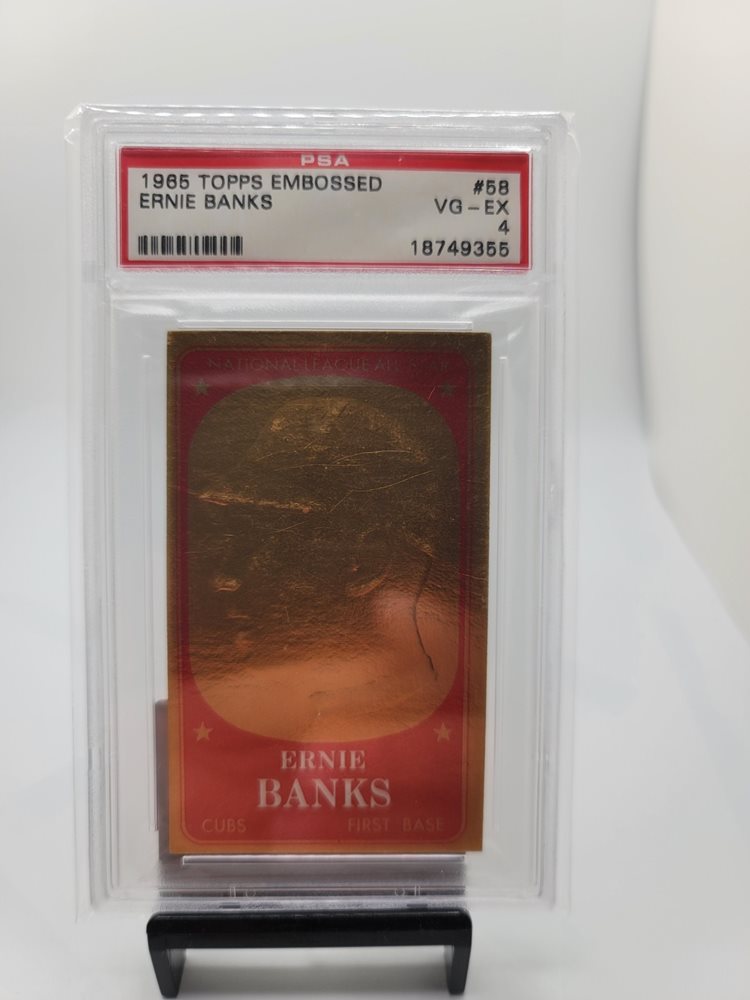 PSA
1965 TOPPS EMBOSSED #58
ERNIE BANKS VG-EX
4
18749355
NATIONAL LEAGUE ALL STAR
ERNIE
BANKS
CUBS FIRST BASE